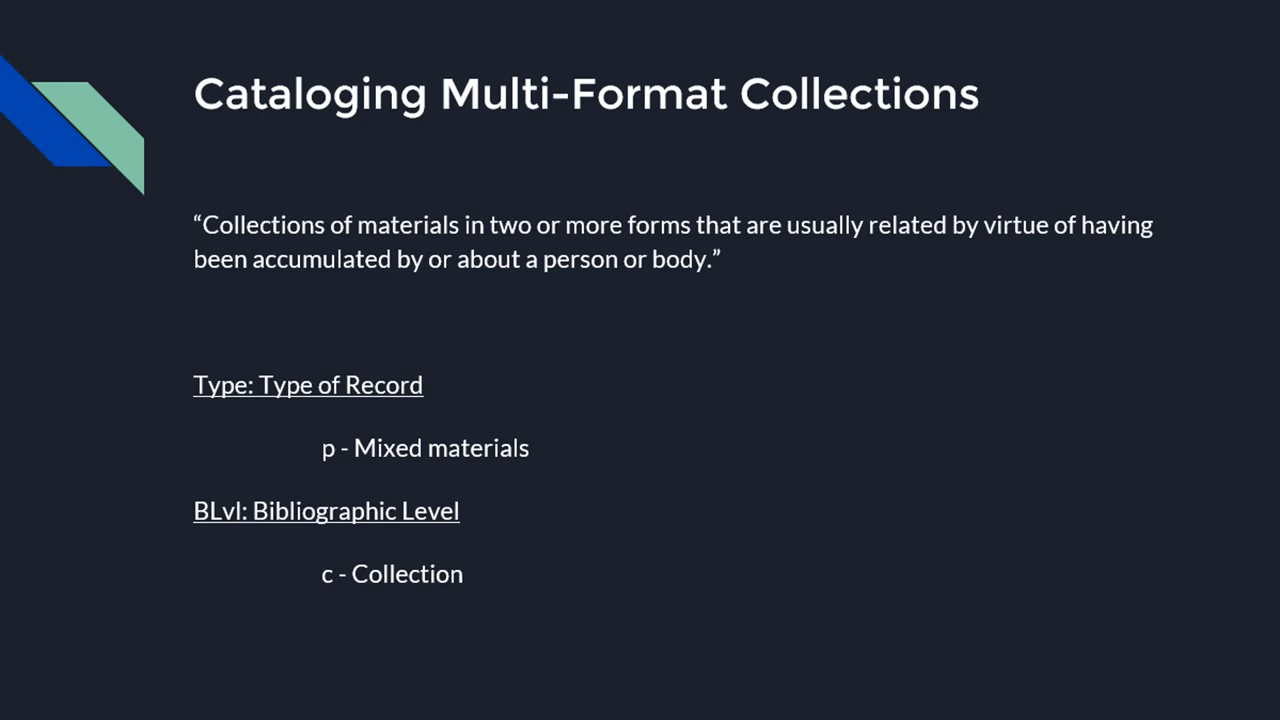 Cataloging Multi-Format Collections
“Collections of materials in two or more forms that are usually related by virtue of having
been accumulated by or about a person or body.”
Type: Type of Record
p - Mixed materials
BLvl: Bibliographic Level
c - Collection